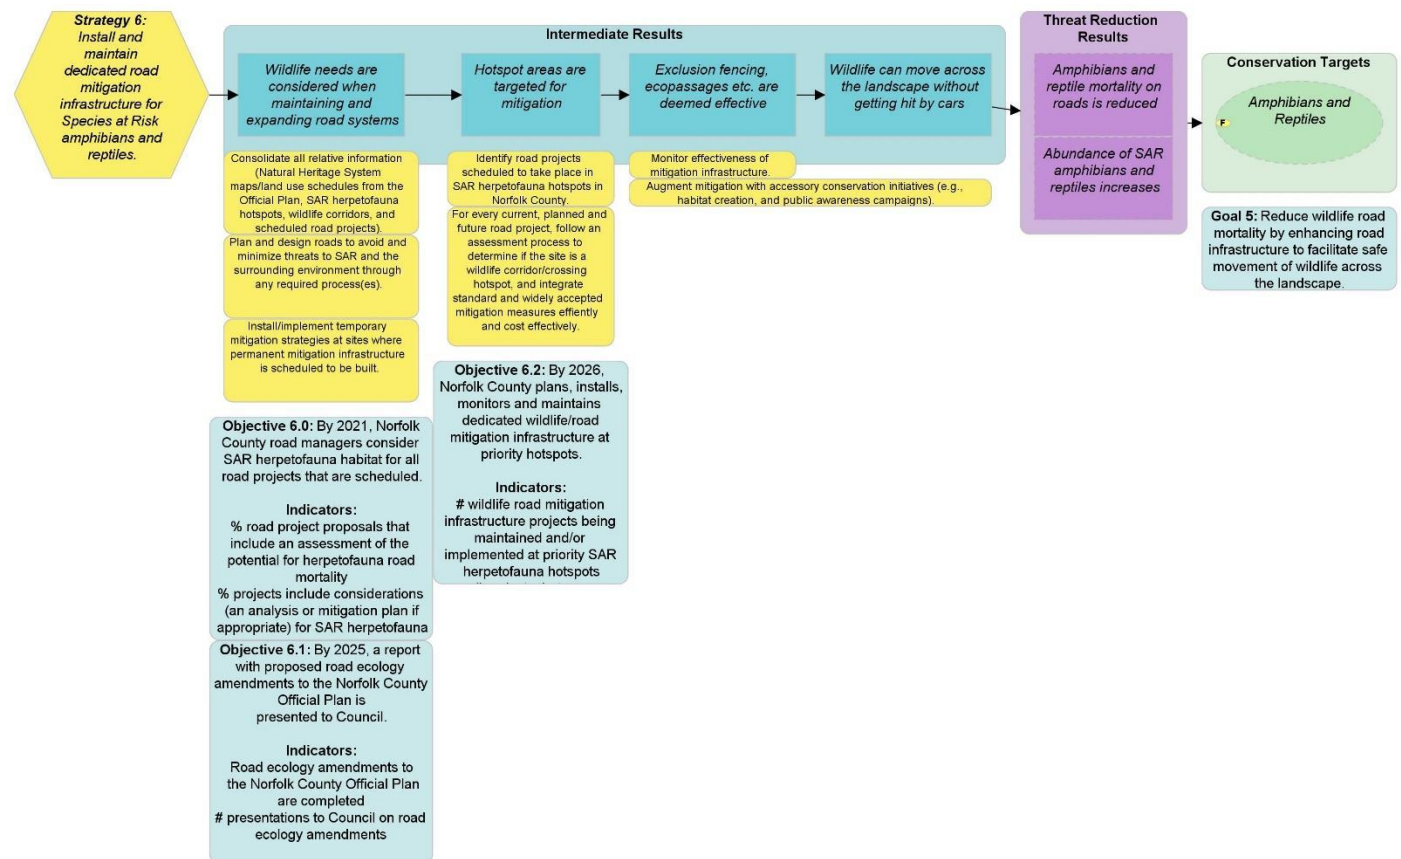 Strategy 6:
Install and
maintain
dedicated road
mitigation
infrastructure for
Species at Risk
amphibians and
reptiles.
Intermediate Results
Wildlife needs are
considered when
maintaining and
expanding road systems
Hotspot areas are
targeted for
mitigation
Exclusion fencing,
ecopassages etc. are
deemed effective
Wildlife can move across
the landscape without
getting hit by cars
Threat Reduction
Results
Amphibians and
reptile mortality on
roads is reduced
Abundance of SAR
amphibians and
reptiles increases
Conservation Targets
F
Amphibians and
Reptiles
Goal 5: Reduce wildlife road
mortality by enhancing road
infrastructure to facilitate safe
movement of wildlife across
the landscape.
Consolidate all relative information
(Natural Heritage System
maps/land use schedules from the
Official Plan, SAR herpetofauna
hotspots, wildlife corridors, and
scheduled road projects).
Plan and design roads to avoid and
minimize threats to SAR and the
surrounding environment through
any required process(es).
Install/implement temporary
mitigation strategies at sites where
permanent mitigation infrastructure
is scheduled to be built.
Identify road projects
scheduled to take place in
SAR herpetofauna hotspots in
Norfolk County.
For every current, planned and
future road project, follow an
assessment process to
determine if the site is a
wildlife corridor/crossing
hotspot, and integrate
standard and widely accepted
mitigation measures effiently
and cost effectively.
Monitor effectiveness of
mitigation infrastructure.
Augment mitigation with accessory conservation initiatives (e.g.,
habitat creation, and public awareness campaigns).
Objective 6.0: By 2021, Norfolk
County road managers consider
SAR herpetofauna habitat for all
road projects that are scheduled.
Indicators:
% road project proposals that
include an assessment of the
potential for herpetofauna road
mortality
% projects include considerations
(an analysis or mitigation plan if
appropriate) for SAR herpetofauna
Objective 6.1: By 2025, a report
with proposed road ecology
amendments to the Norfolk County
Official Plan is
presented to Council.
Indicators:
Road ecology amendments to
the Norfolk County Official Plan
are completed
# presentations to Council on road
ecology amendments
Objective 6.2: By 2026,
Norfolk County plans, installs,
monitors and maintains
dedicated wildlife/road
mitigation infrastructure at
priority hotspots.
Indicators:
# wildlife road mitigation
infrastructure projects being
maintained and/or
implemented at priority SAR
herpetofauna hotspots